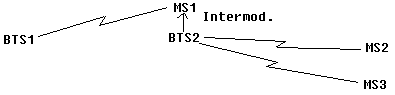 MS1
Intermod.
BTS1
BTS2
MS2
MS3